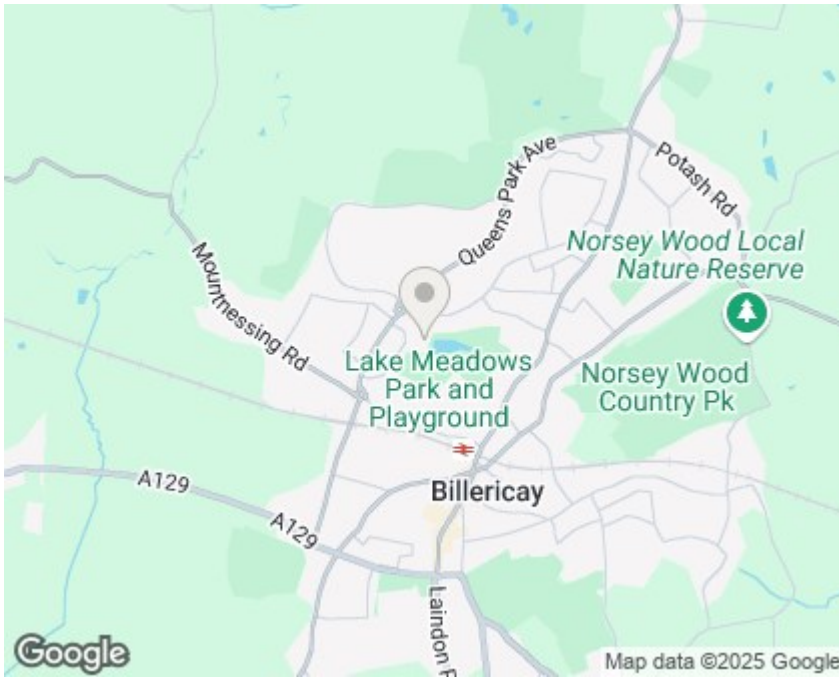 Queens Park Ave
Potash Rd
Norsey Wood Local
Nature Reserve
Mountnessing Rd
Lake Meadows
Park and
Playground
Norsey Wood
Country Pk
A129
Billericay
A129
Laindon R
Google
Map data ©2025 Google